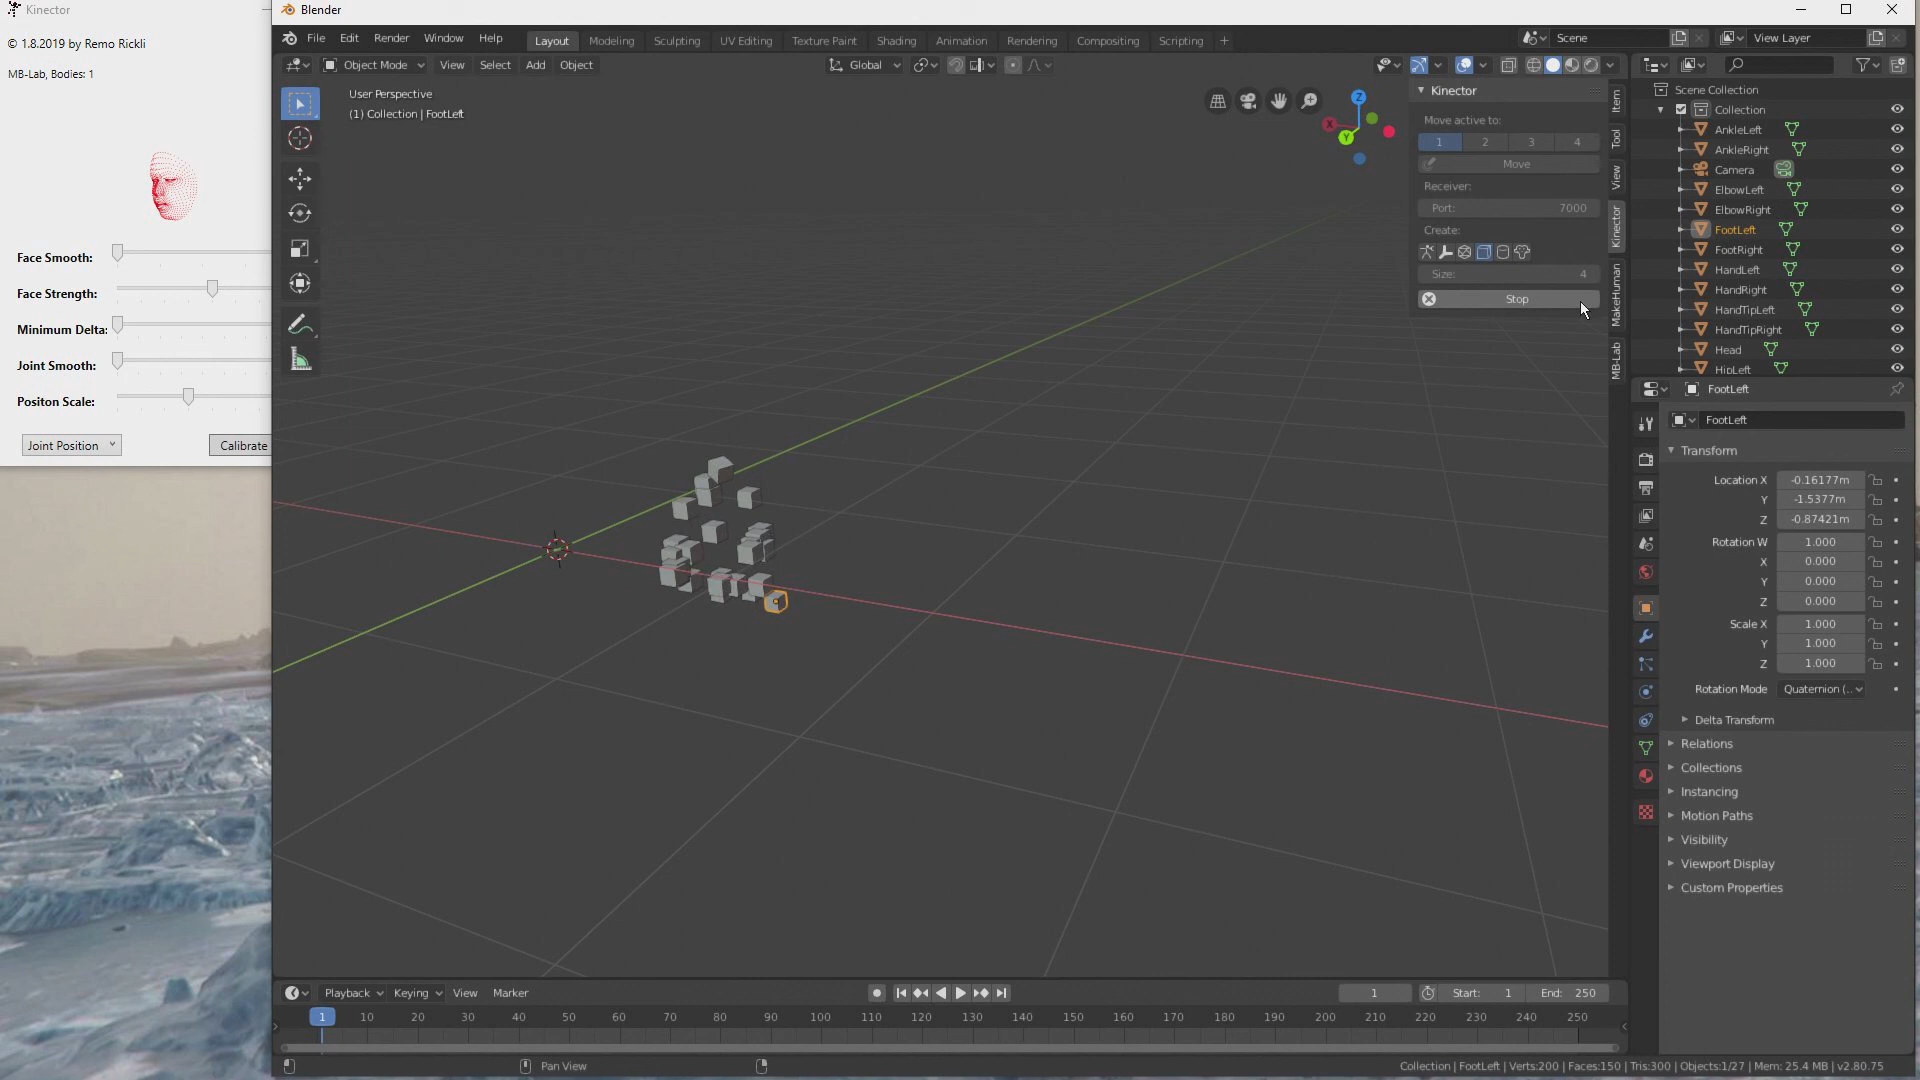 Kinector
© 1.8.2019 by Remo Rickli
MB-Lab, Bodies: 1
Face Smooth:
Face Strength:
Minimum Delta:
Joint Smooth:
Positon Scale:
Joint Position
Calibrate
Blender
File Edit Render Window Help
Layout Modeling Sculpting UV Editing Texture Paint Shading Animation Rendering Compositing Scripting +
Scene
View Layer
Object Mode View Select Add Object
Global
User Perspective
(1) Collection | FootLeft
Z
X
Y
Kinector
Move active to:
1 2 3 4
Move
Receiver:
Port: 7000
Create:
Size: 4
Stop
Item
Tool
View
Kinector
MakeHuman
MB-Lab
Scene Collection
Collection
AnkleLeft
AnkleRight
Camera
ElbowLeft
ElbowRight
FootLeft
FootRight
HandLeft
HandRight
HandTipLeft
HandTipRight
Head
HipLeft
FootLeft
FootLeft
Transform
Location X -0.16177m
Y -1.5377m
Z -0.87421m
Rotation W 1.000
X 0.000
Y 0.000
Z 0.000
Scale X 1.000
Y 1.000
Z 1.000
Rotation Mode Quaternion (..
Delta Transform
Relations
Collections
Instancing
Motion Paths
Visibility
Viewport Display
Custom Properties
Playback Keying View Marker
1
Start: 1
End: 250
1 10 20 30 40 50 60 70 80 90 100 110 120 130 140 150 160 170 180 190 200 210 220 230 240 250
Pan View
Collection | FootLeft | Verts:200 | Faces:150 | Tris:300 | Objects:1/27 | Mem: 25.4 MB | v2.80.75